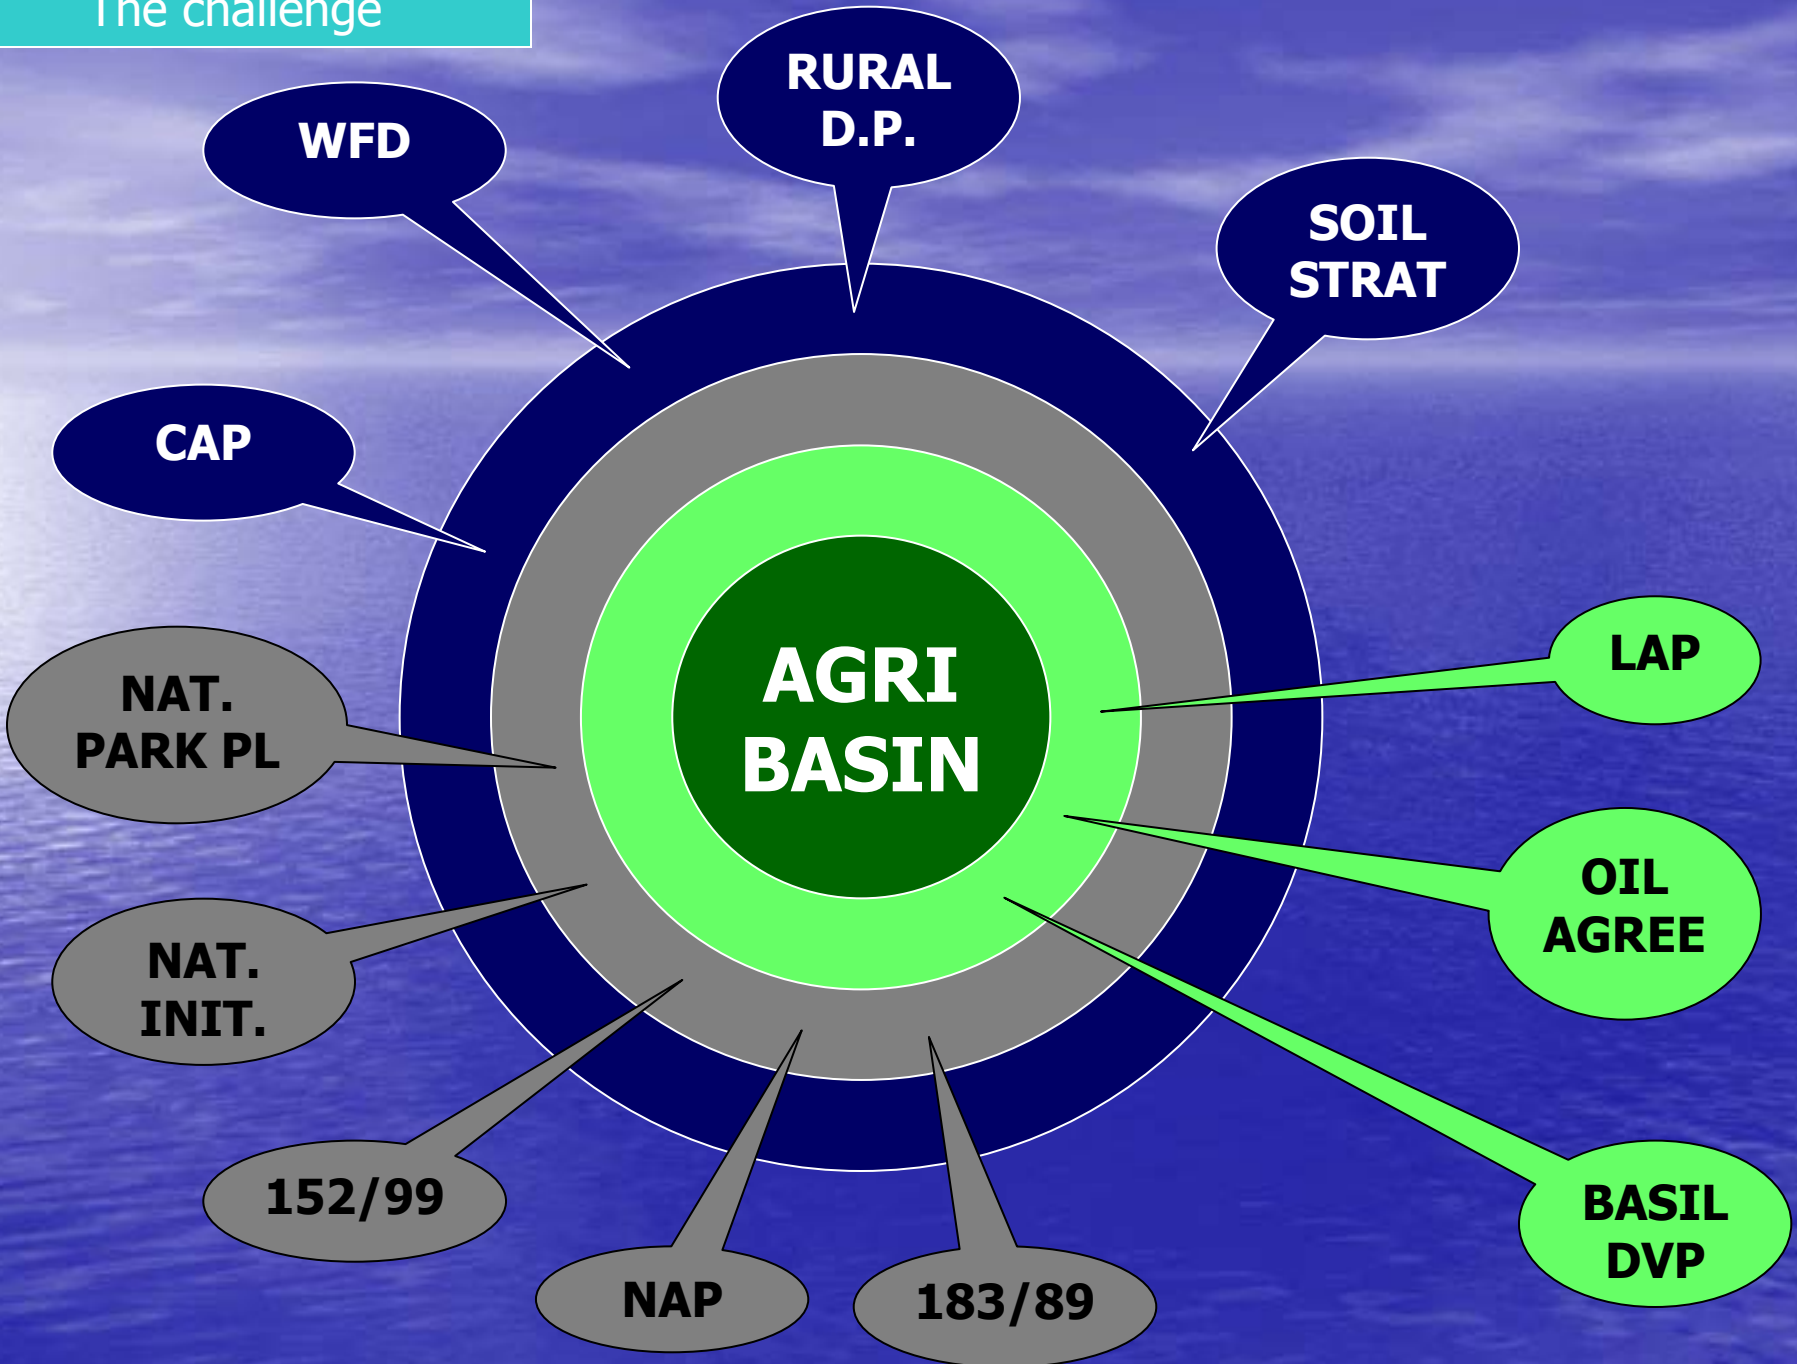 The challenge
RURAL
D.P.
WFD
SOIL
STRAT
CAP
AGRI
BASIN
LAP
NAT.
PARK PL
OIL
AGREE
NAT.
INIT.
152/99
BASIL
DVP
NAP
183/89